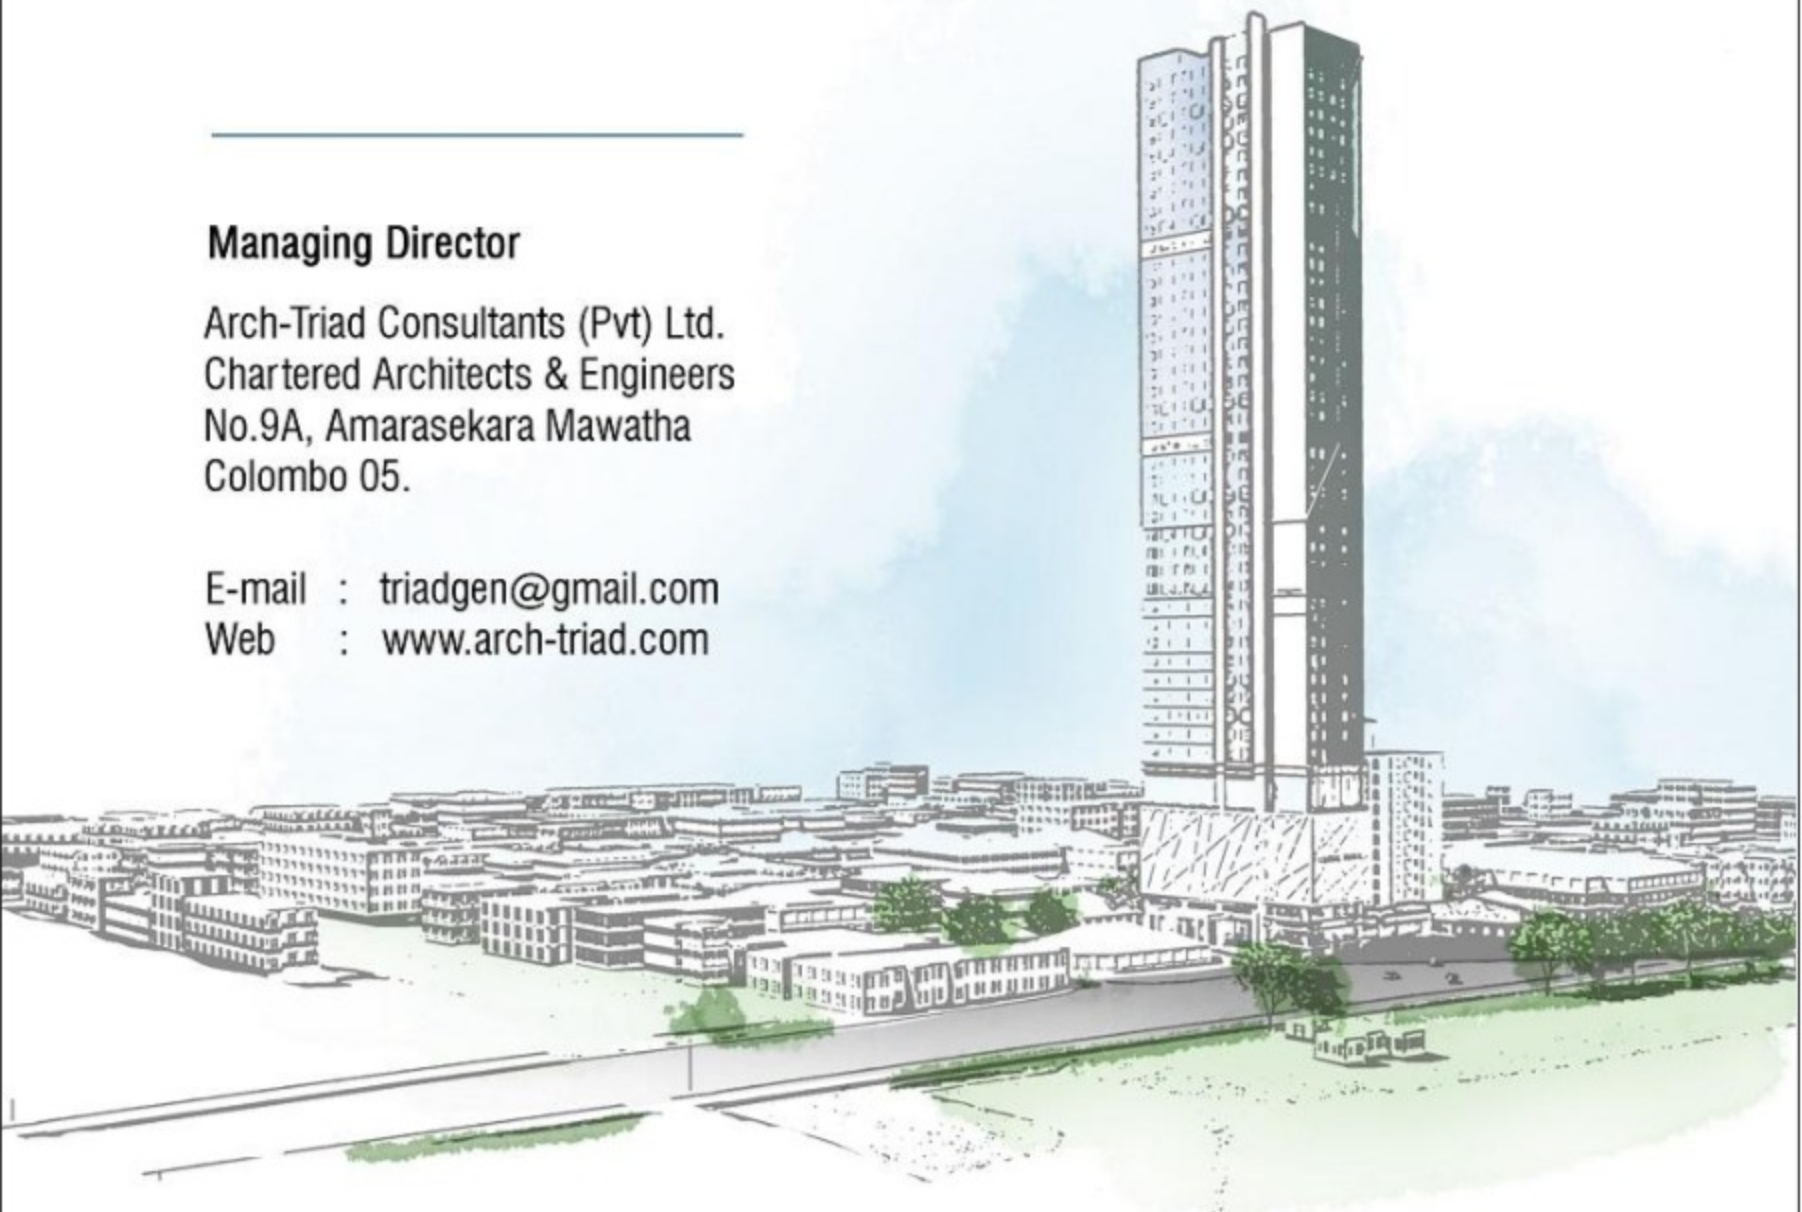 Managing Director
Arch-Triad Consultants (Pvt) Ltd.
Chartered Architects & Engineers
No.9A, Amarasekara Mawatha
Colombo 05.
E-mail : triadgen@gmail.com
Web : www.arch-triad.com